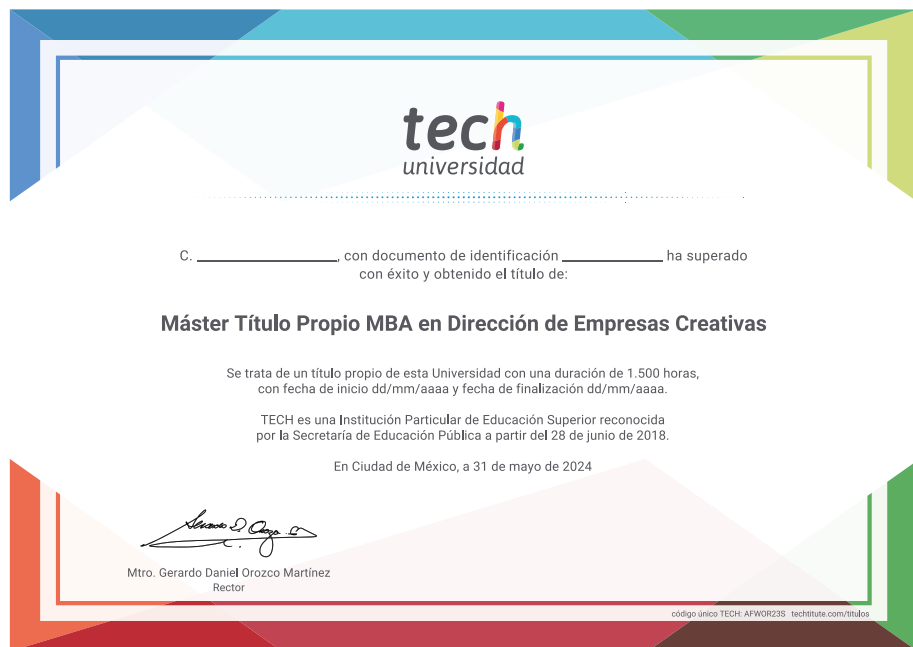 tech
universidad
C. __________________, con documento de identificación _____________ ha superado
con éxito y obtenido el título de:
Máster Título Propio MBA en Dirección de Empresas Creativas
Se trata de un título propio de esta Universidad con una duración de 1.500 horas,
con fecha de inicio dd/mm/aaaa y fecha de finalización dd/mm/aaaa.
TECH es una Institución Particular de Educación Superior reconocida
por la Secretaría de Educación Pública a partir del 28 de junio de 2018.
En Ciudad de México, a 31 de mayo de 2024
Mtro. Gerardo Daniel Orozco Martínez
Rector
código único TECH: AFWOR23S techtitute.com/titulos